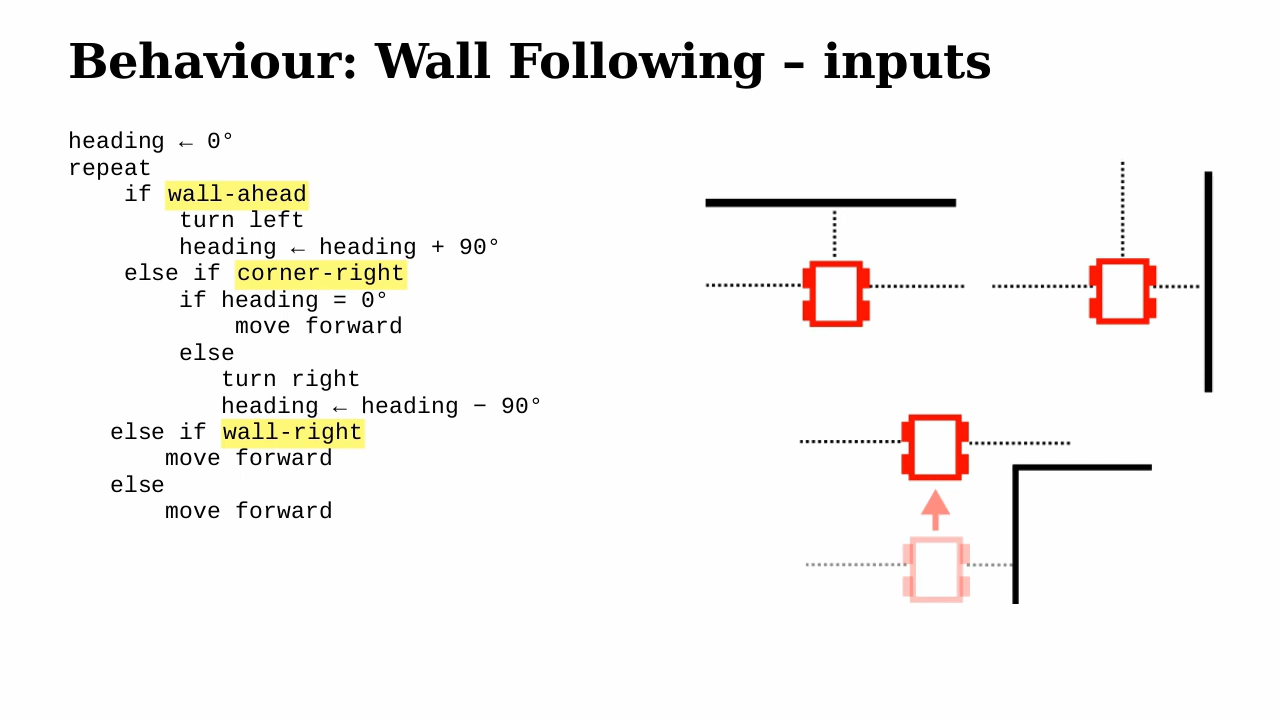 Behaviour: Wall Following – inputs
heading ← 0°
repeat
    if wall-ahead
        turn left
        heading ← heading + 90°
    else if corner-right
        if heading = 0°
            move forward
        else
           turn right
           heading ← heading − 90°
   else if wall-right
       move forward
   else
       move forward